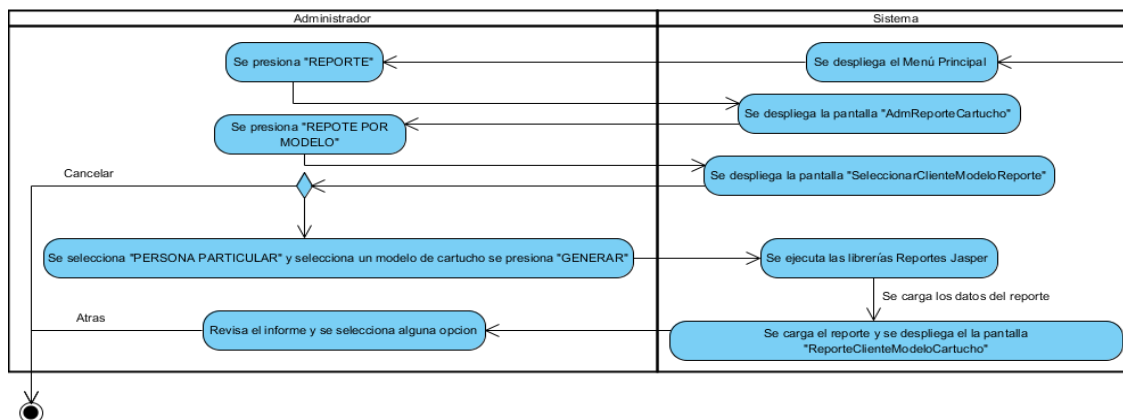 Administrador
Sistema
Se presiona "REPORTE"
Se despliega el Menú Principal
Se despliega la pantalla "AdmReporteCartucho"
Se presiona "REPOTE POR
MODELO"
Cancelar
Se despliega la pantalla "SeleccionarClienteModeloReporte"
Se selecciona "PERSONA PARTICULAR" y selecciona un modelo de cartucho se presiona "GENERAR"
Se ejecuta las librerías Reportes Jasper
Se carga los datos del reporte
Atras
Revisa el informe y se selecciona alguna opcion
Se carga el reporte y se despliega el la pantalla
"ReporteClienteModeloCartucho"